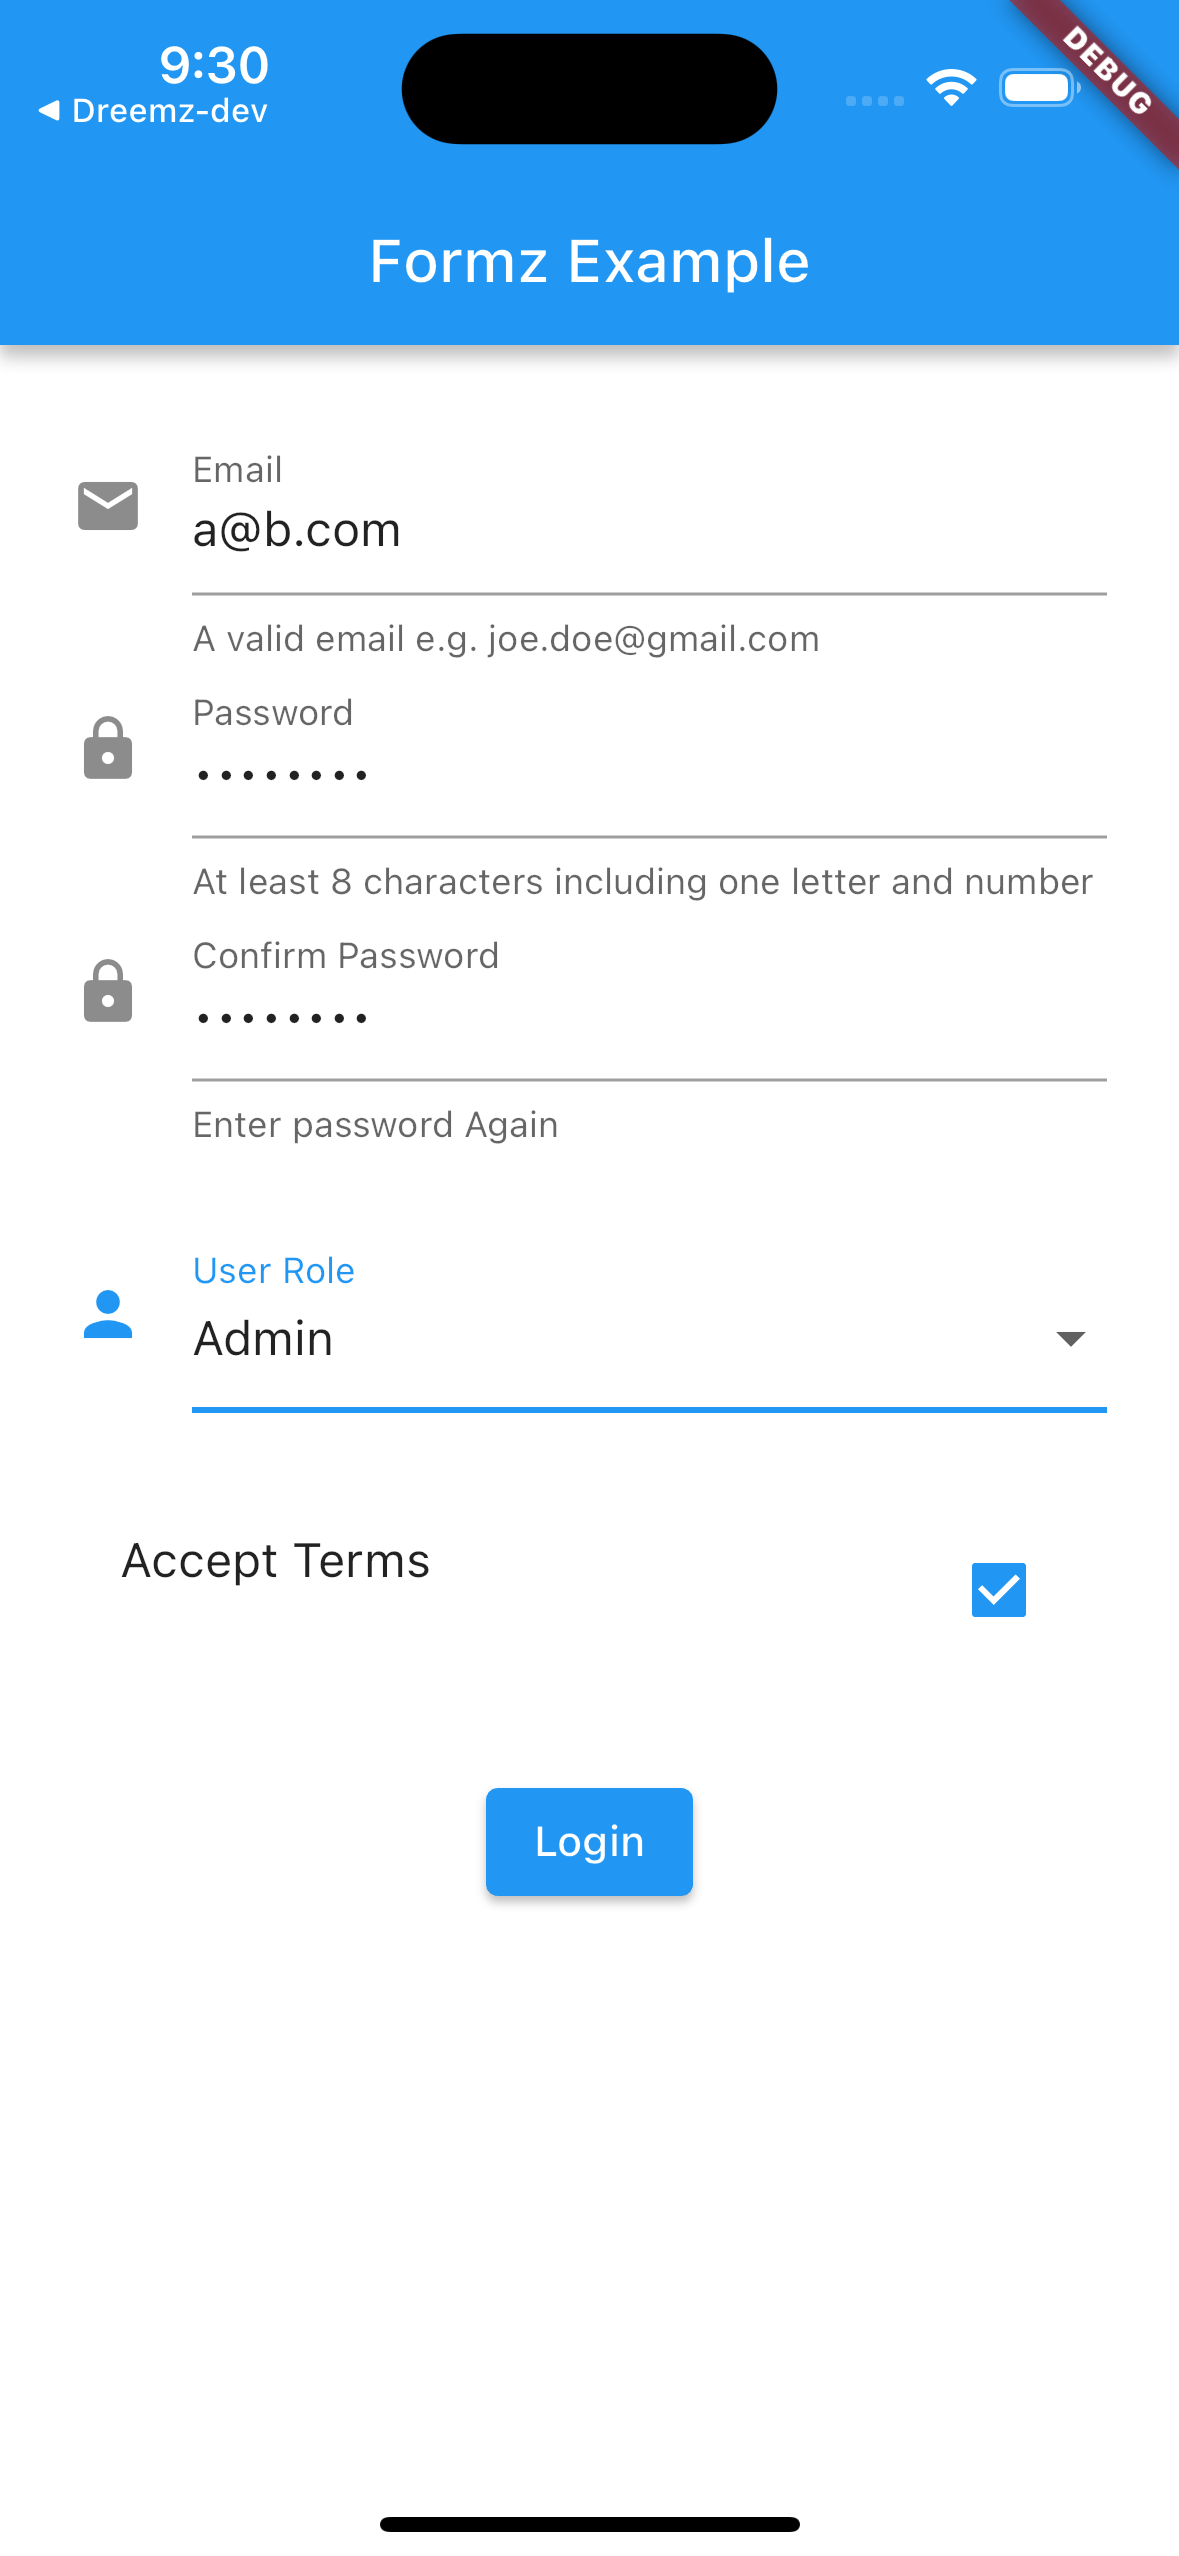 9:30
◀ Dreemz-dev
DEBUG
Formz Example
Email
a@b.com
A valid email e.g. joe.doe@gmail.com
Password
••••••••
At least 8 characters including one letter and number
Confirm Password
••••••••
Enter password Again
User Role
Admin
Accept Terms
Login